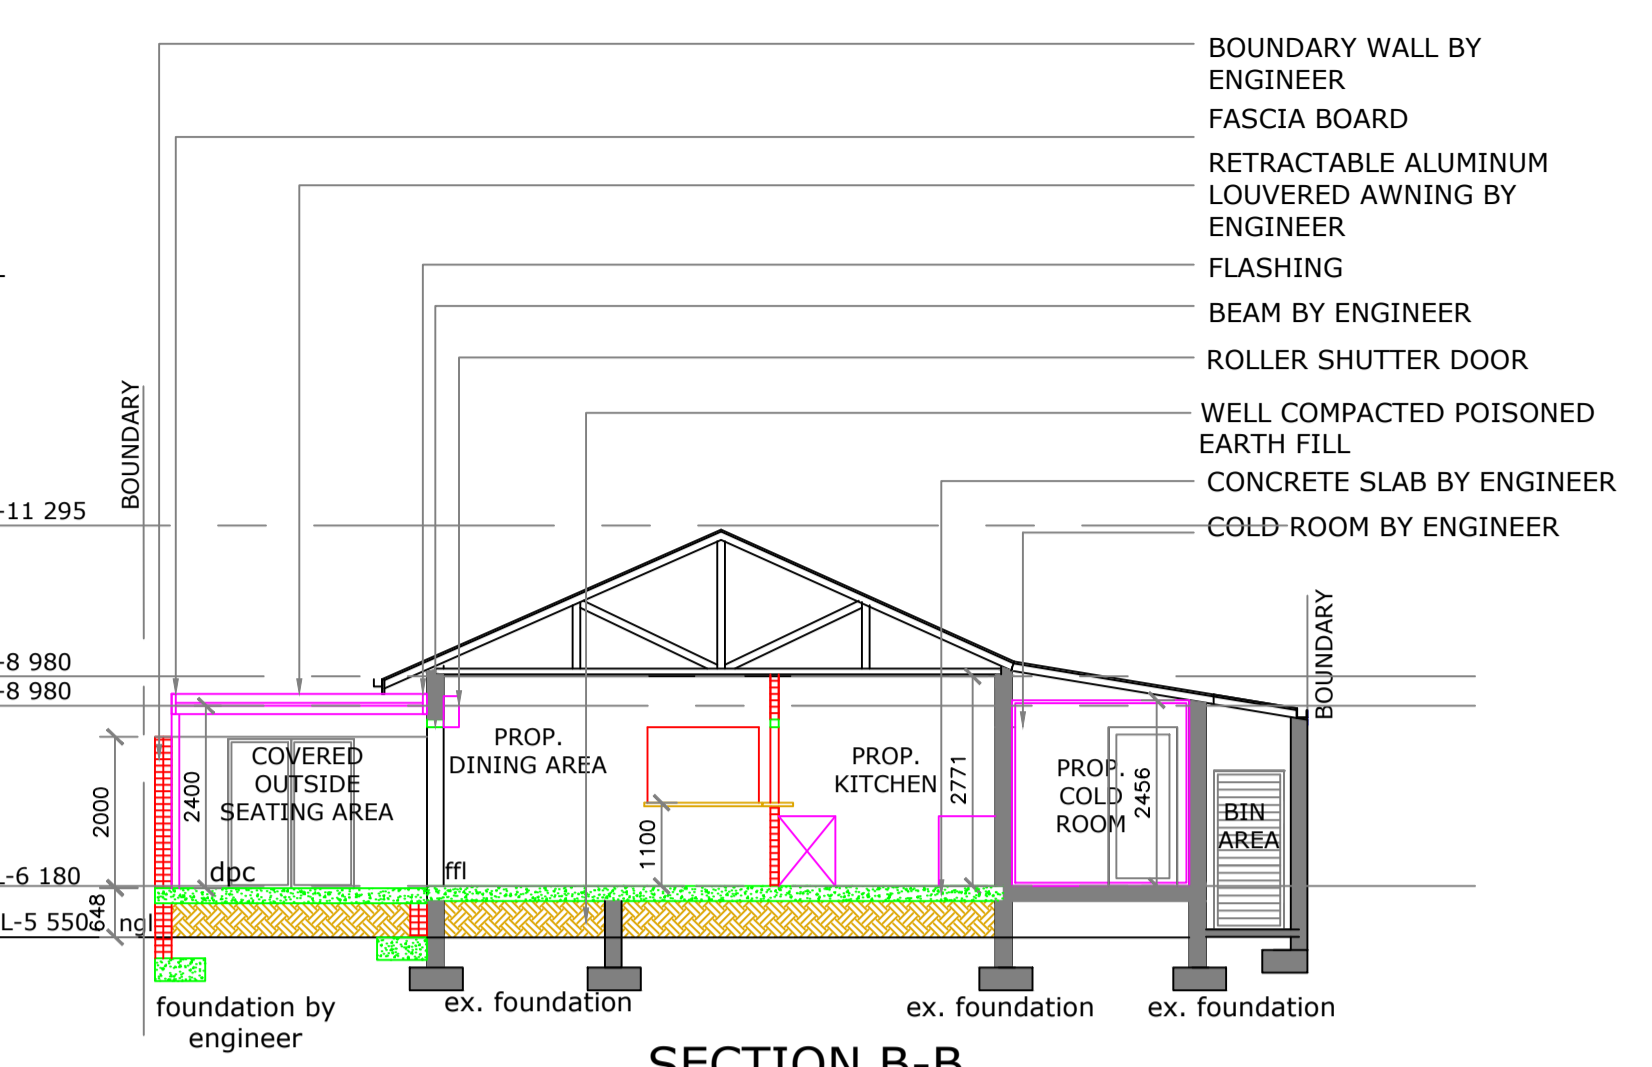 BOUNDARY WALL BY
ENGINEER
FASCIA BOARD
RETRACTABLE ALUMINUM
LOUVERED AWNING BY
ENGINEER
FLASHING
BEAM BY ENGINEER
ROLLER SHUTTER DOOR
WELL COMPACTED POISONED
EARTH FILL
CONCRETE SLAB BY ENGINEER
COLD ROOM BY ENGINEER
BOUNDARY
-11 295
BOUNDARY
-8 980
-8 980
COVERED
OUTSIDE
SEATING AREA
PROP.
DINING AREA
PROP.
KITCHEN
PROP.
COLD
ROOM
BIN
AREA
2000
2400
1100
2771
2456
dpc
ffl
L-6 180
648
L-5 550
ngl
foundation by
engineer
ex. foundation
ex. foundation
ex. foundation
SECTION B-B